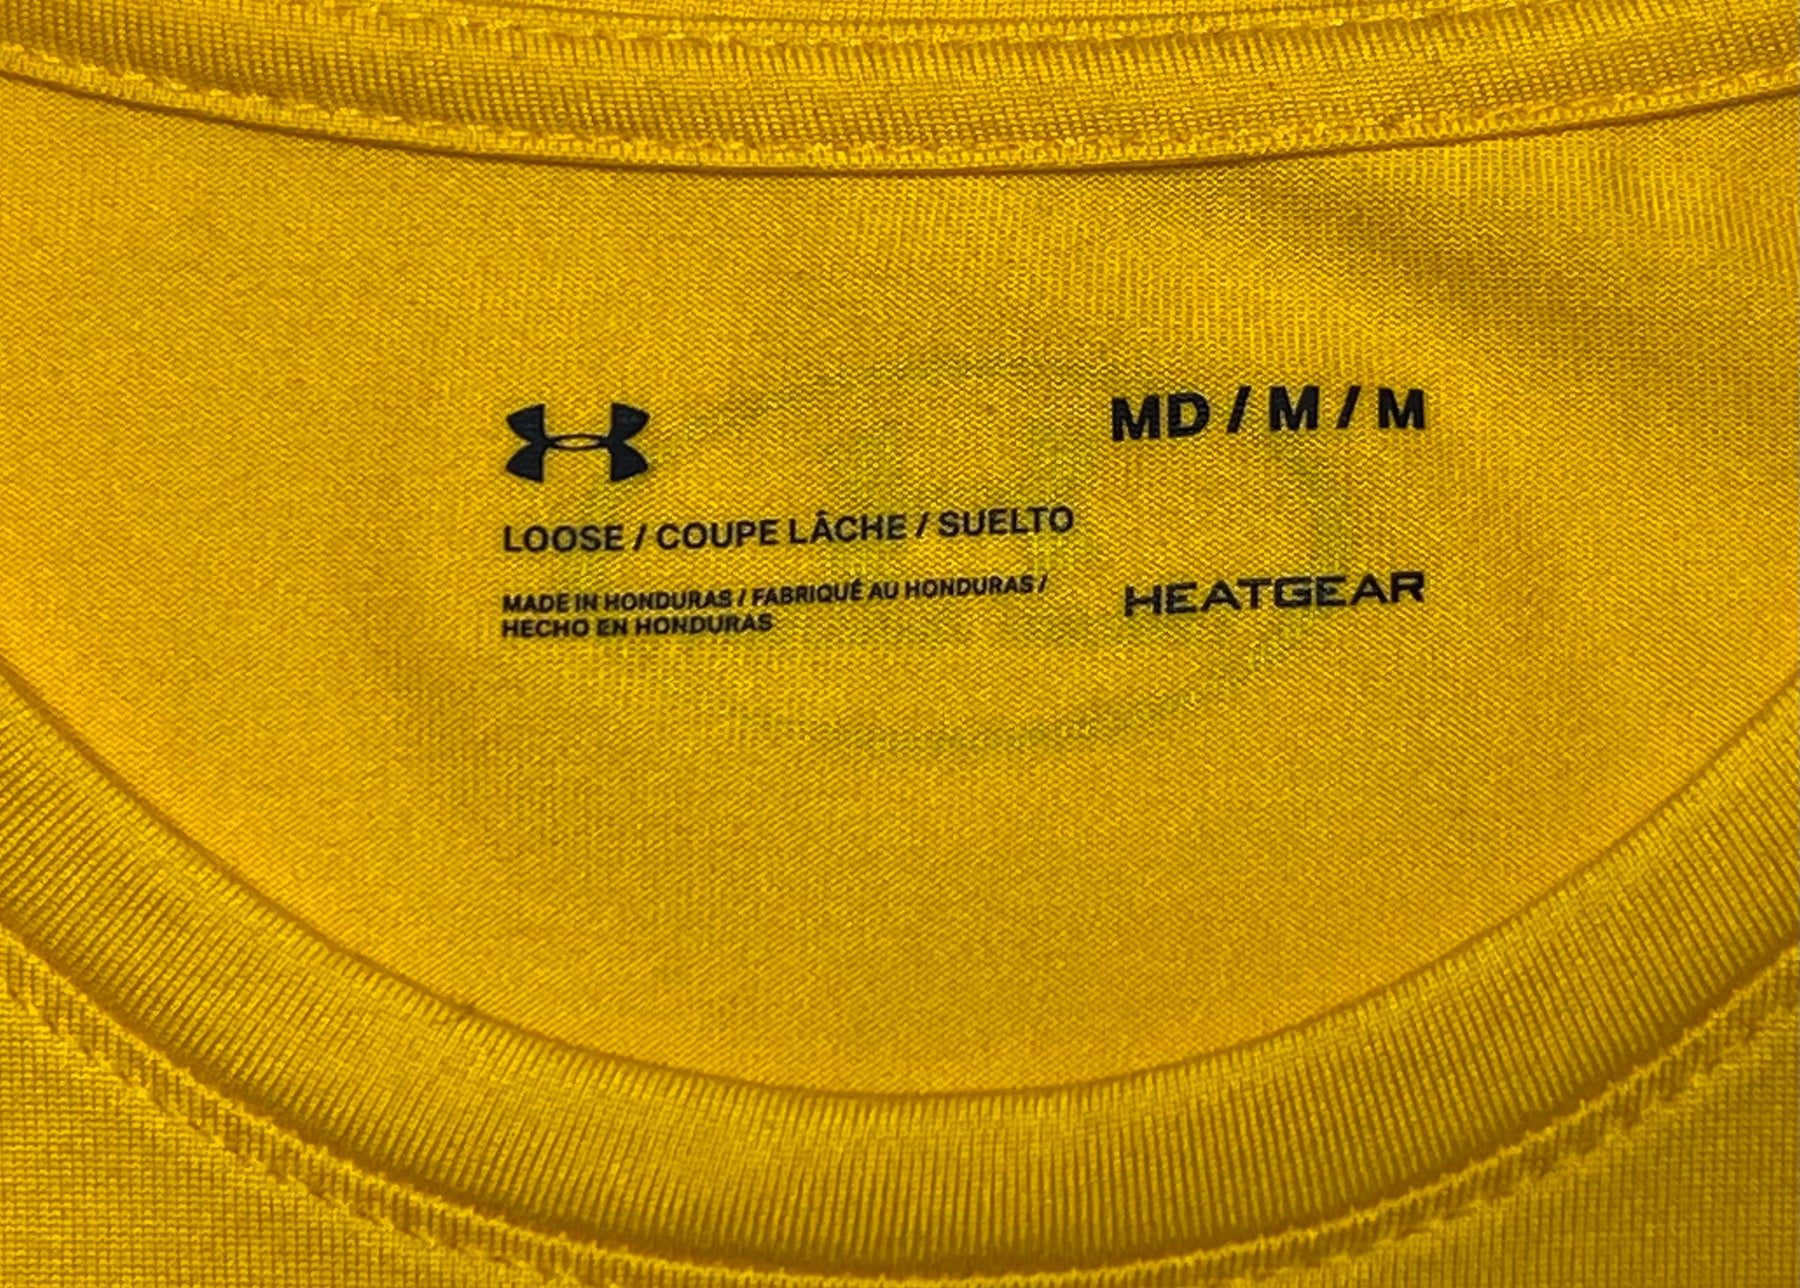 MD / M / M
LOOSE / COUPE LÂCHE / SUELTO
MADE IN HONDURAS / FABRIQUÉ AU HONDURAS /
HECHO EN HONDURAS
HEATGEAR